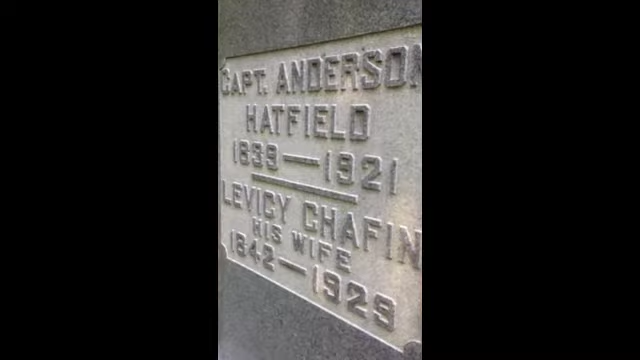 CAPT. ANDERSON
HATFIELD
1839—1921
LEVICY CHAFIN
HIS WIFE
1842—1929